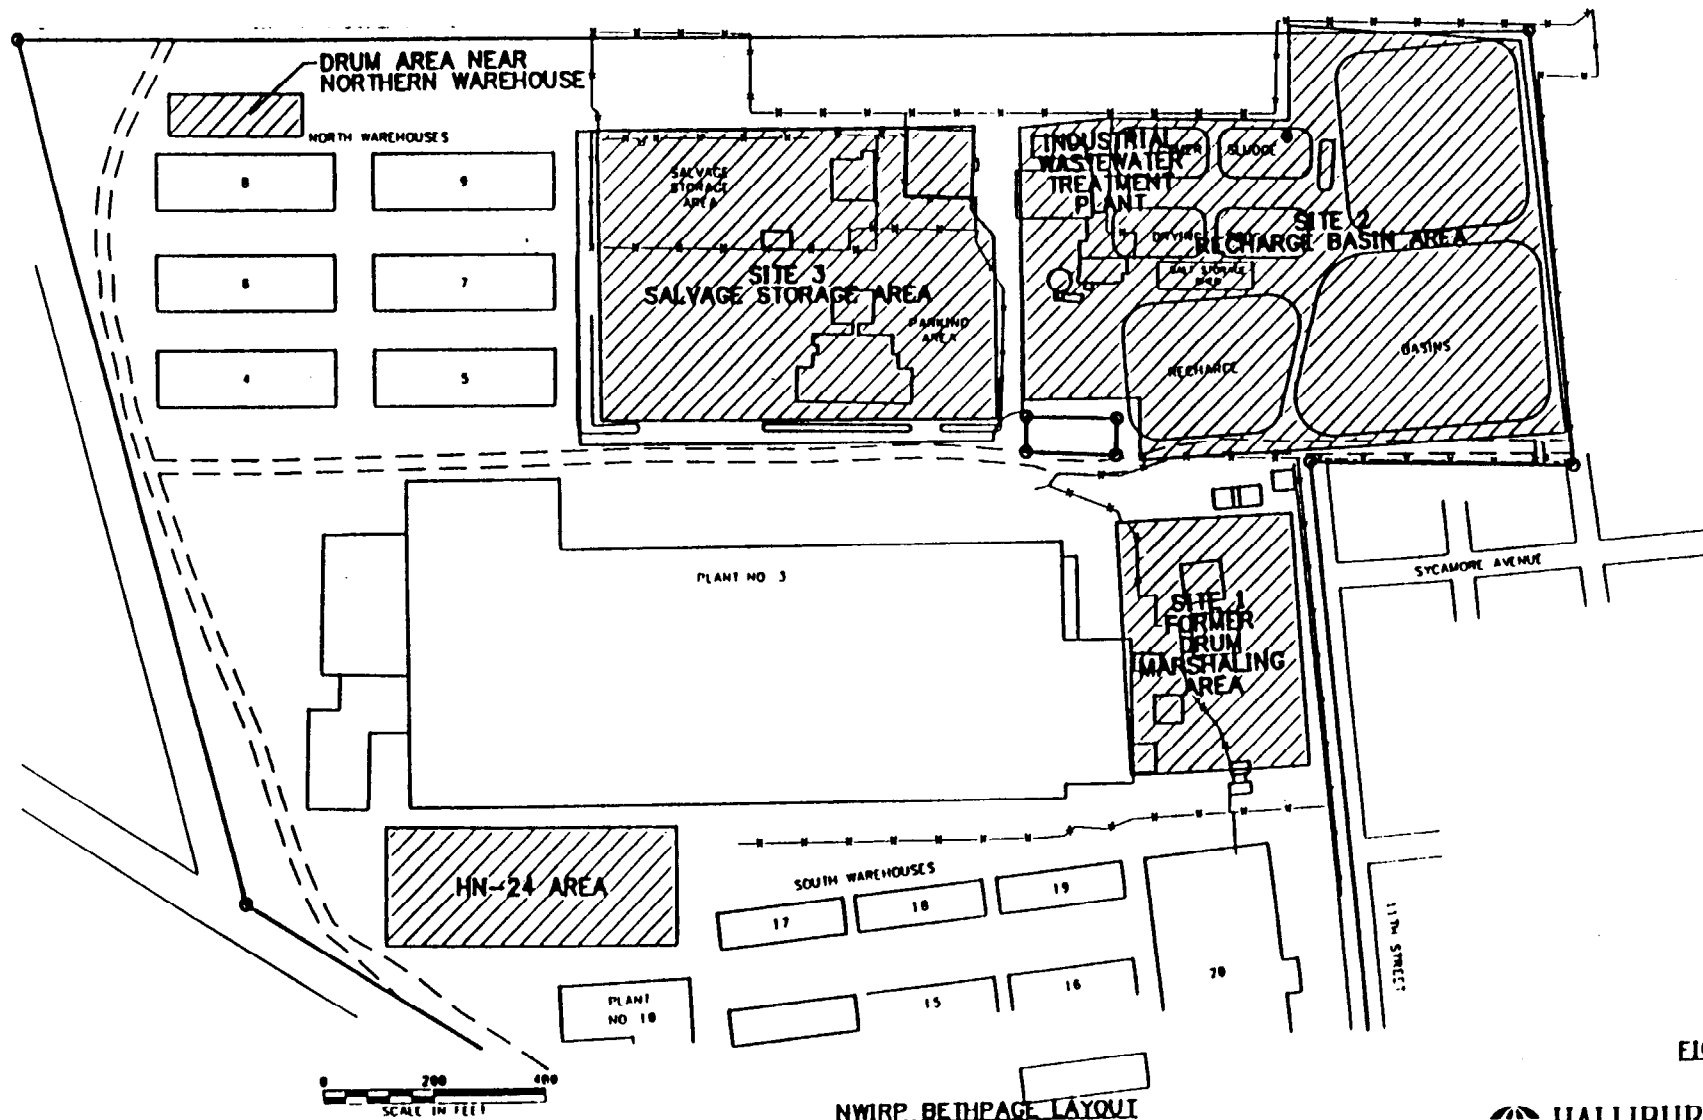 DRUM AREA NEAR
NORTHERN WAREHOUSE
NORTH WAREHOUSES
8
9
6
7
4
5
SALVAGE
STORAGE
AREA
SITE 3
SALVAGE STORAGE AREA
PARKING
AREA
INDUSTRIAL
WASTEWATER
TREATMENT
PLANT
SLUDGE
DRYING
SITE 2
RECHARGE BASIN AREA
SALT STORAGE
RECHARGE
BASINS
PLANT NO 3
SYCAMORE AVENUE
SITE 1
FORMER
DRUM
MARSHALING
AREA
HN-24 AREA
SOUTH WAREHOUSES
17
18
19
15
16
20
11TH STREET
PLANT
NO 10
0 200 400
SCALE IN FEET
NWIRP BETHPAGE LAYOUT